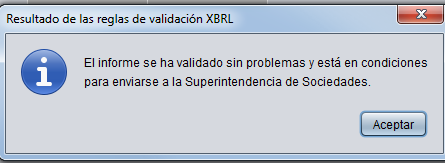 Resultado de las reglas de validación XBRL
El informe se ha validado sin problemas y está en condiciones
para enviarse a la Superintendencia de Sociedades.
Aceptar